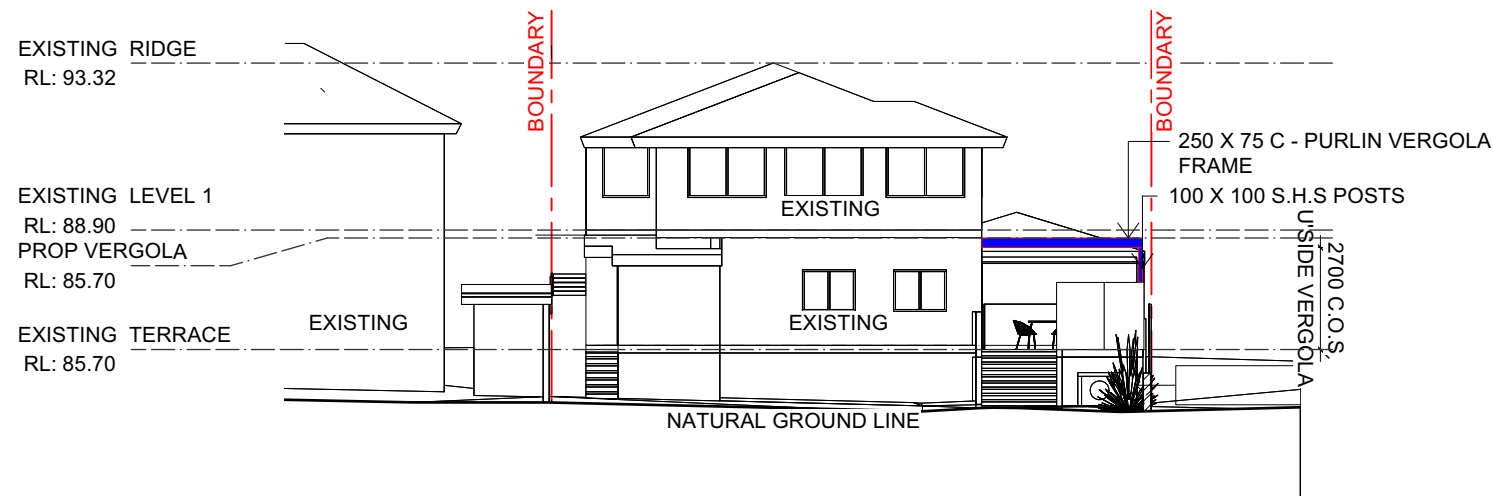 EXISTING RIDGE
RL: 93.32
BOUNDARY
BOUNDARY
250 X 75 C - PURLIN VERGOLA
FRAME
100 X 100 S.H.S POSTS
EXISTING LEVEL 1
RL: 88.90
PROP VERGOLA
RL: 85.70
EXISTING
2700 C.O.S,
U'SIDE VERGOLA
EXISTING TERRACE
RL: 85.70
EXISTING
EXISTING
NATURAL GROUND LINE